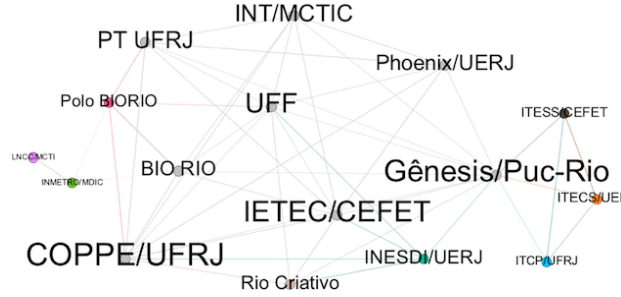 INT/MCTIC
PT UFRJ
Phoenix/UERJ
Polo BIORIO
UFF
ITESS/CEFET
LNCC/MCTI
BIO RIO
Gênesis/Puc-Rio
INMETRO/MDIC
ITECS/UER
IETEC/CEFET
COPPE/UFRJ
INESDI/UERJ
ITCP/UFRJ
Rio Criativo